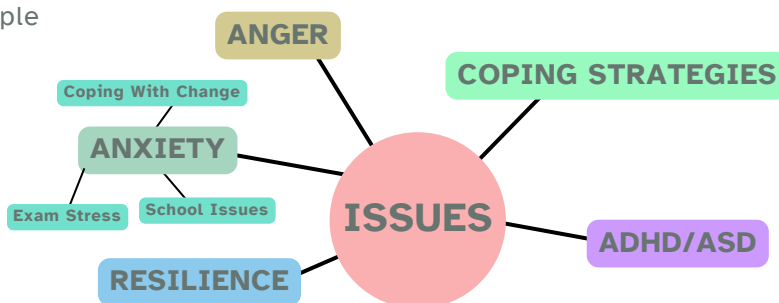 ple
ANGER
COPING STRATEGIES
Coping With Change
ANXIETY
Exam Stress
School Issues
ISSUES
ADHD/ASD
RESILIENCE